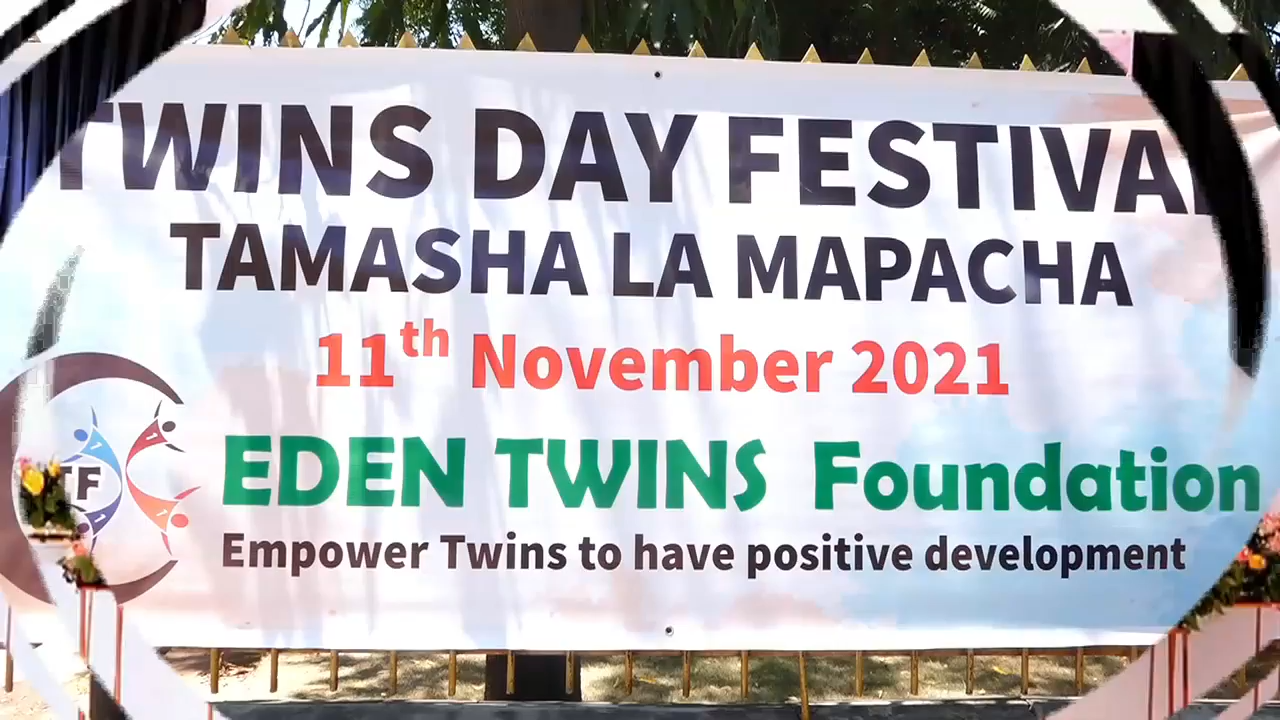 TWINS DAY FESTIVAL
TAMASHA LA MAPACHA
11th November 2021
EDEN TWINS Foundation
Empower Twins to have positive development